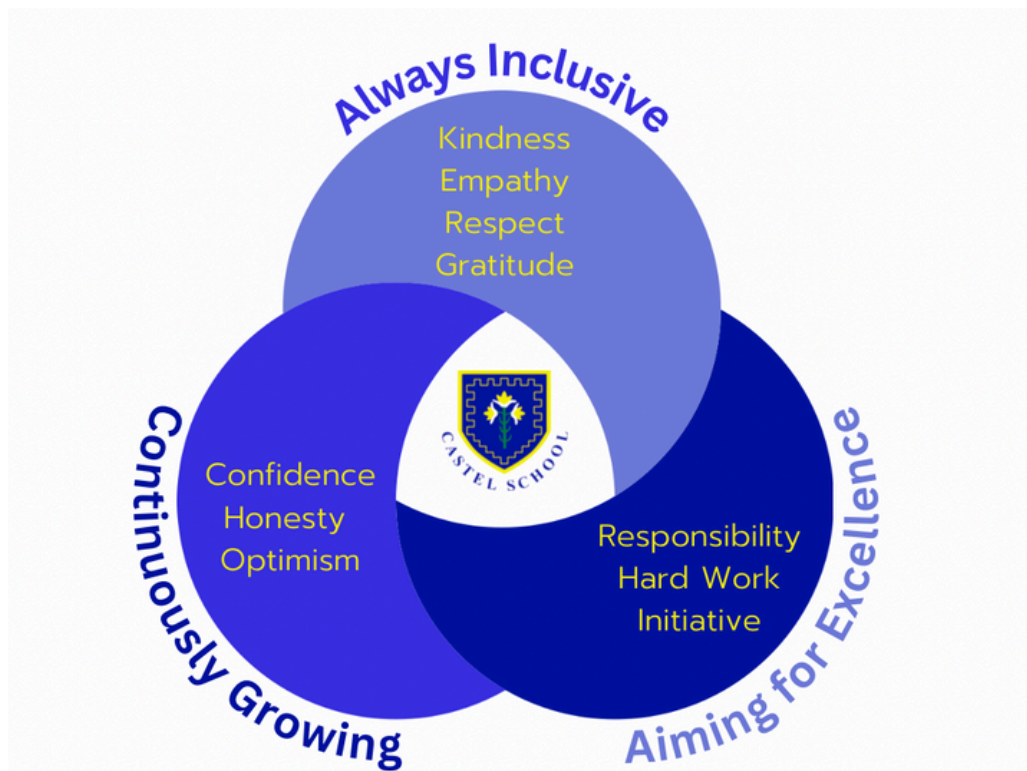 Always Inclusive
Kindness
Empathy
Respect
Gratitude
CASTEL SCHOOL
Continuously Growing
Confidence
Honesty
Optimism
Responsibility
Hard Work
Initiative
Aiming for Excellence